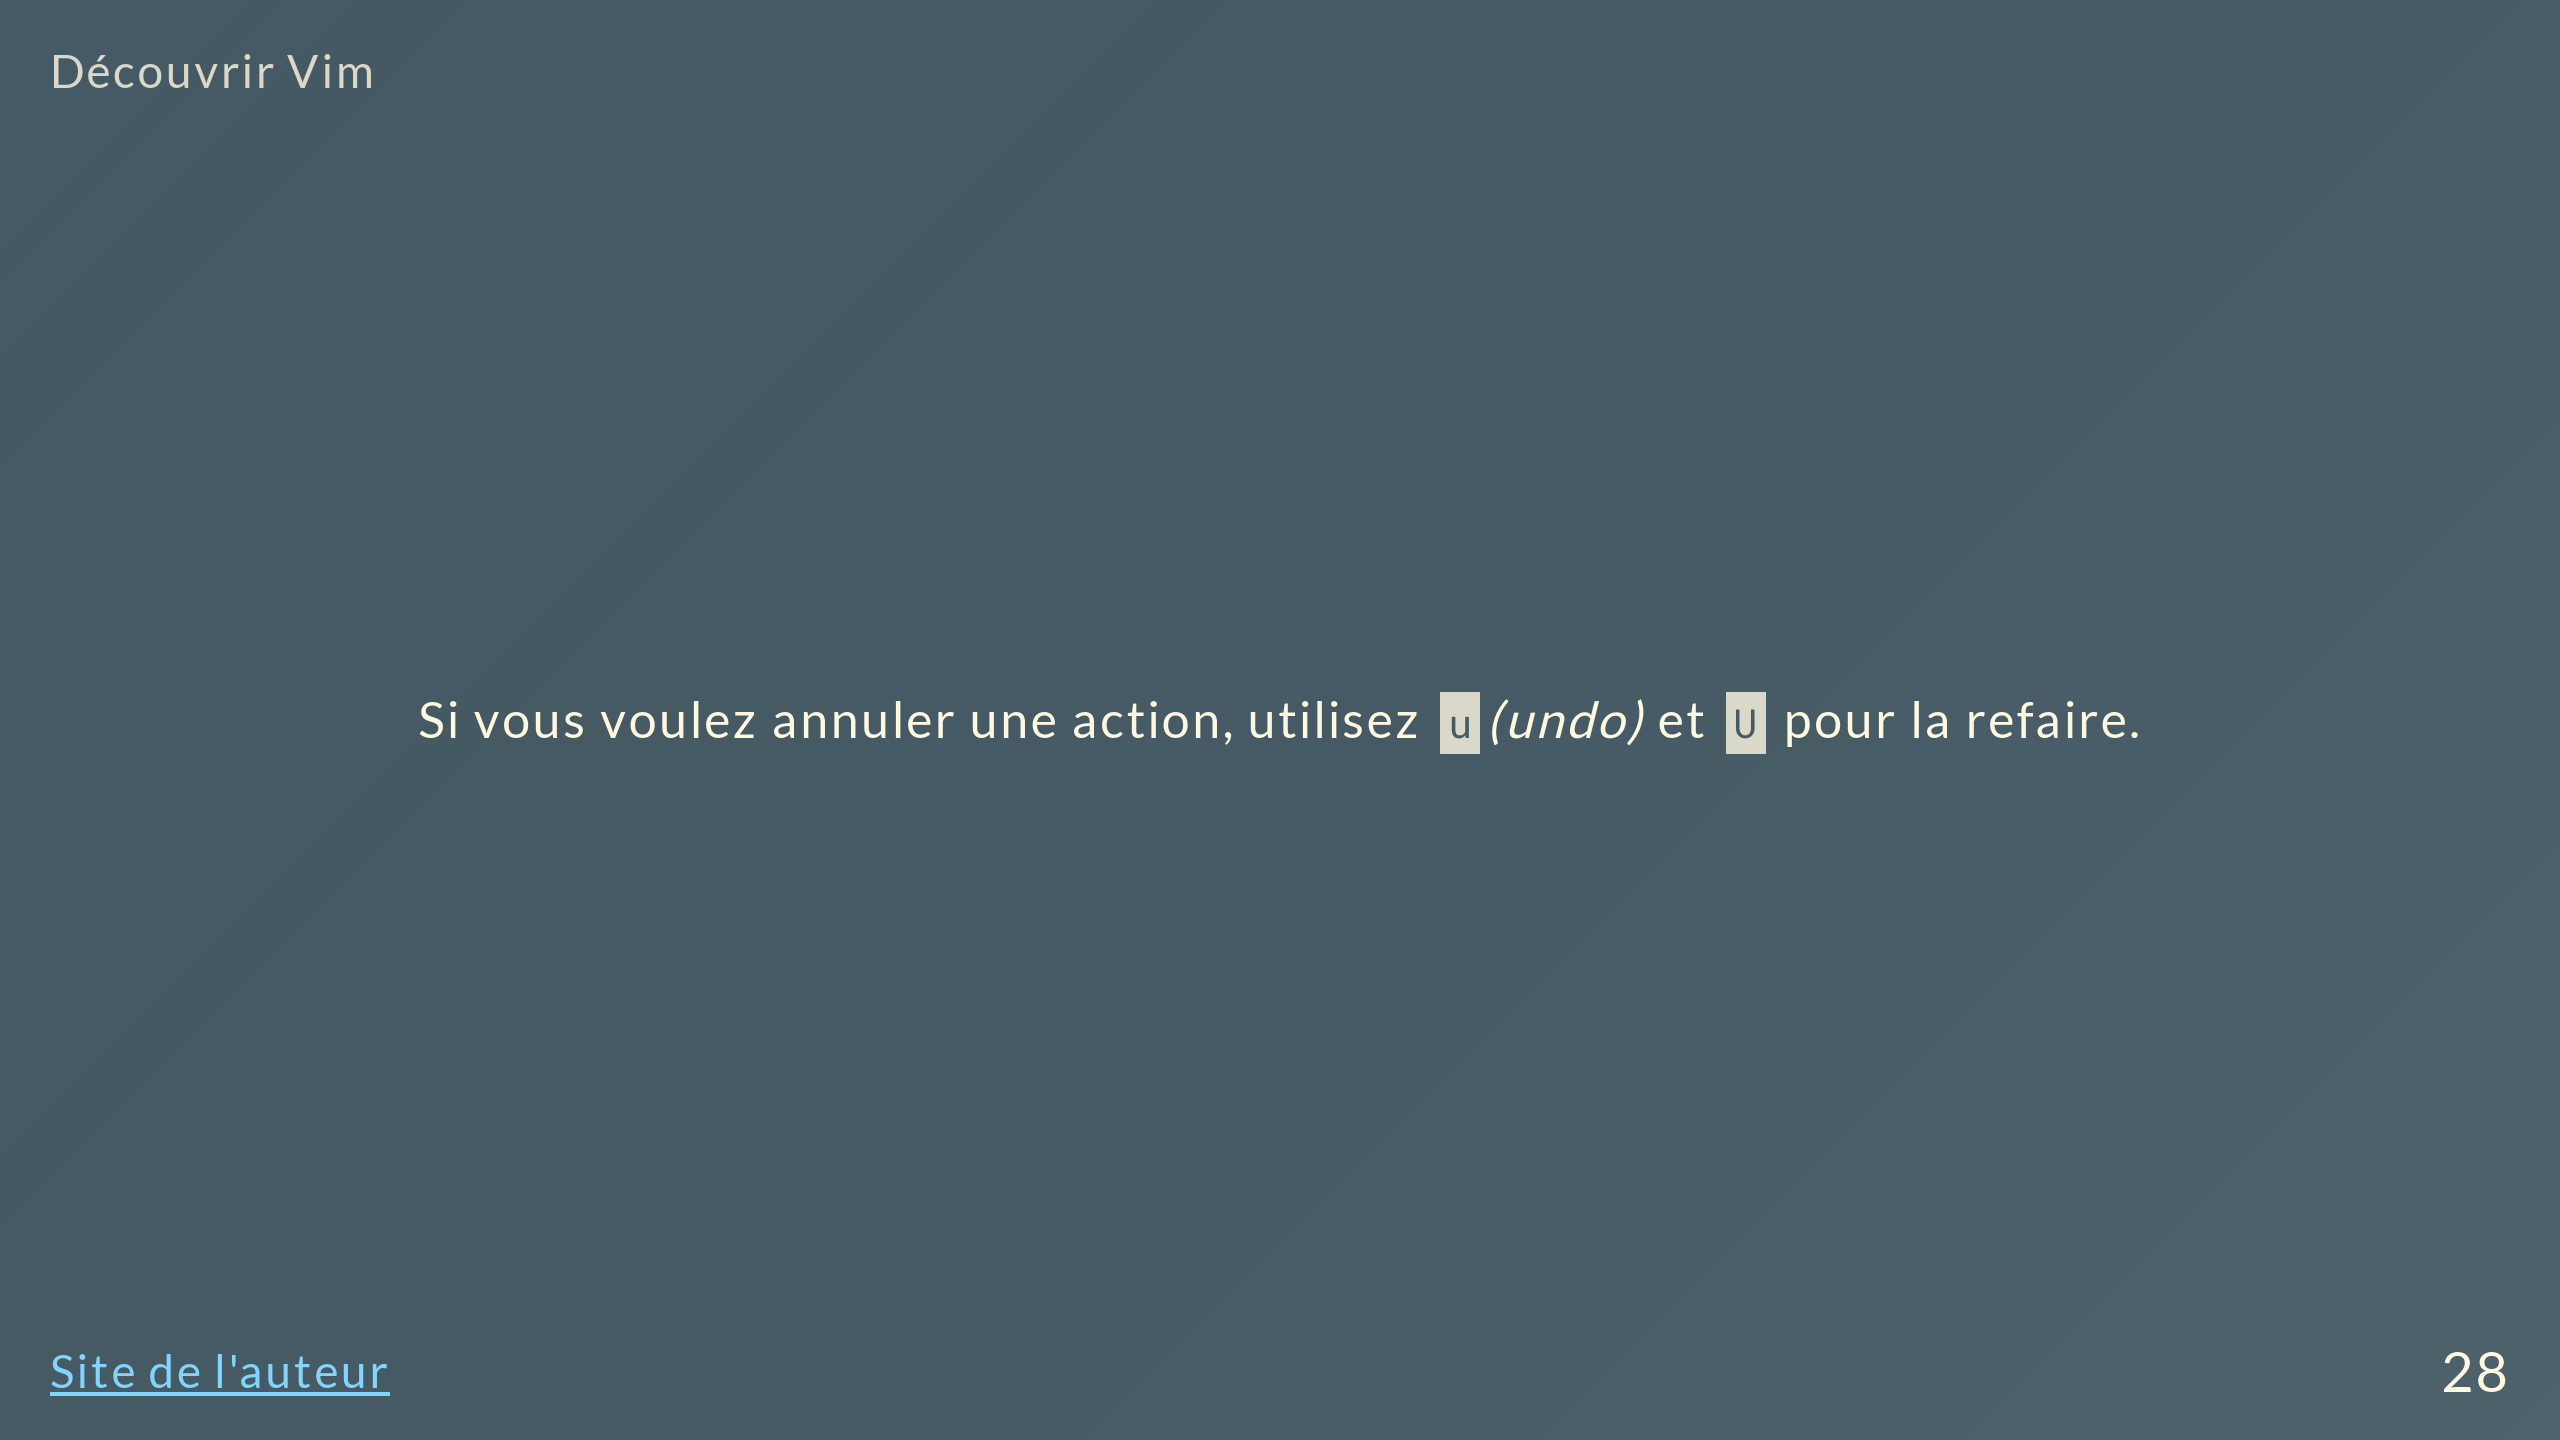 Découvrir Vim
Si vous voulez annuler une action, utilisez u (undo) et U pour la refaire.
Site de l'auteur
28